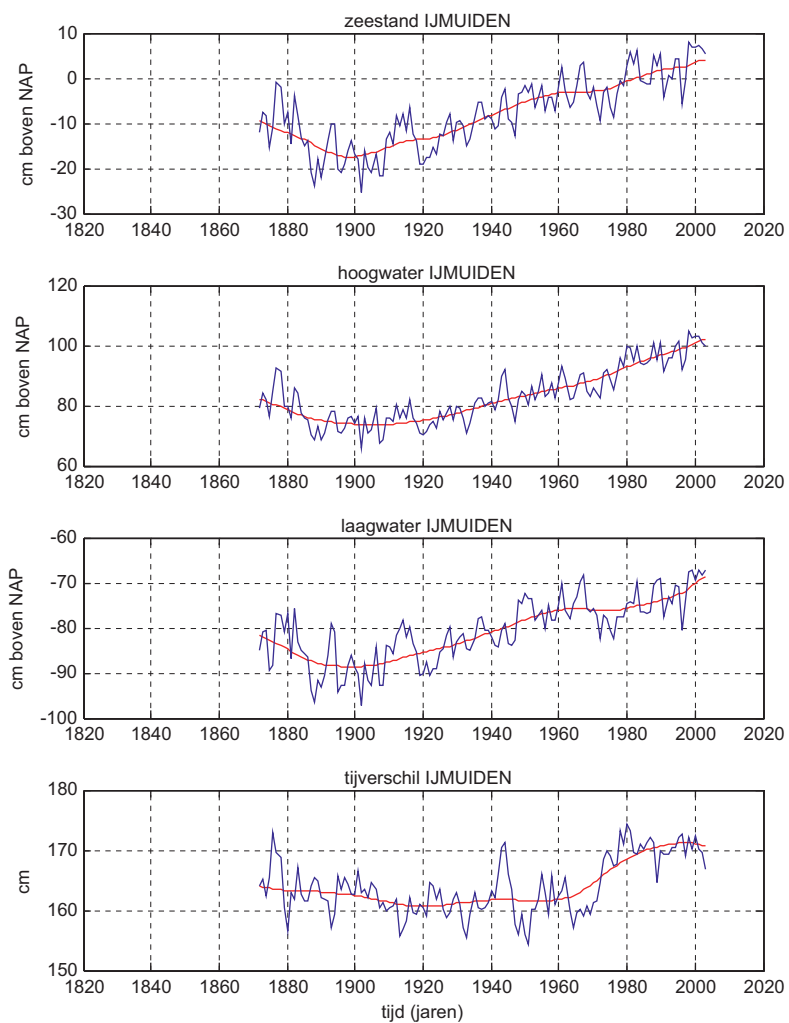 zeestand IJMUIDEN
10
0
-10
-20
-30
cm boven NAP
1820 1840 1860 1880 1900 1920 1940 1960 1980 2000 2020
hoogwater IJMUIDEN
120
100
80
60
cm boven NAP
1820 1840 1860 1880 1900 1920 1940 1960 1980 2000 2020
laagwater IJMUIDEN
-60
-70
-80
-90
-100
cm boven NAP
1820 1840 1860 1880 1900 1920 1940 1960 1980 2000 2020
tijverschil IJMUIDEN
180
170
160
150
cm
1820 1840 1860 1880 1900 1920 1940 1960 1980 2000 2020
tijd (jaren)